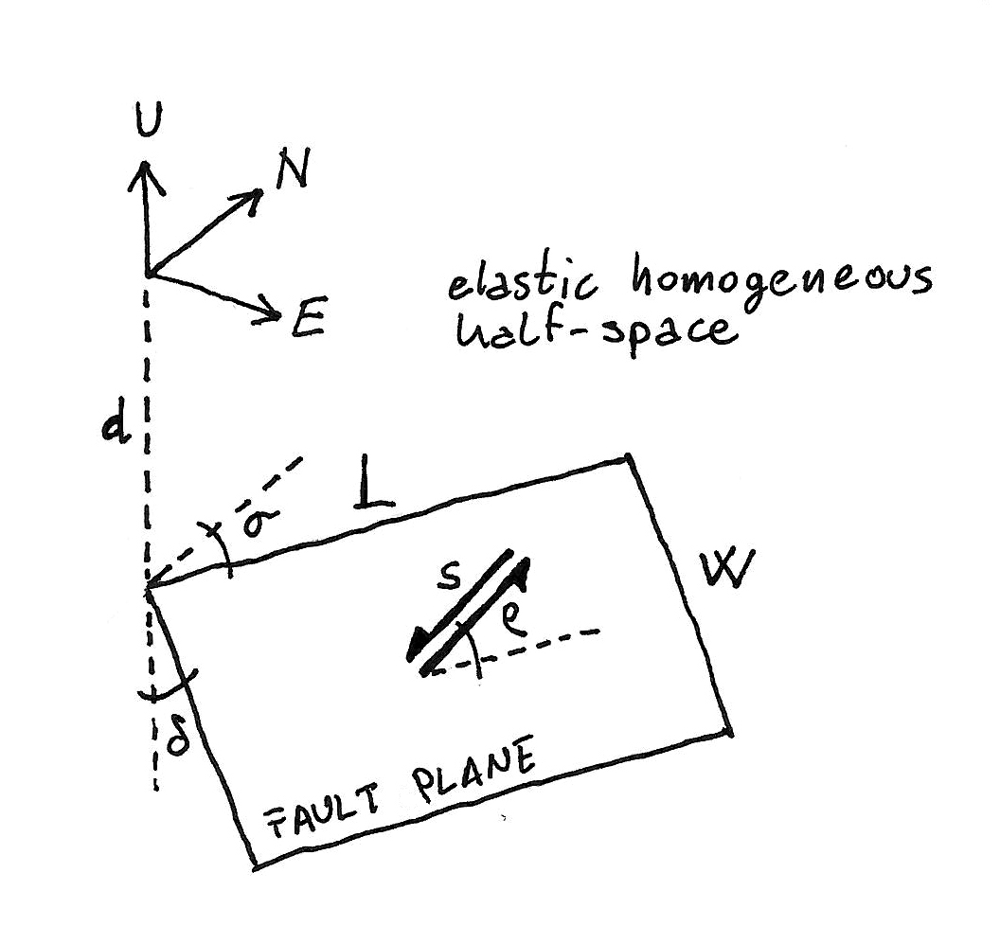 U
N
E
elastic homogeneous
half-space
d
σ
L
s
ρ
W
δ
FAULT PLANE